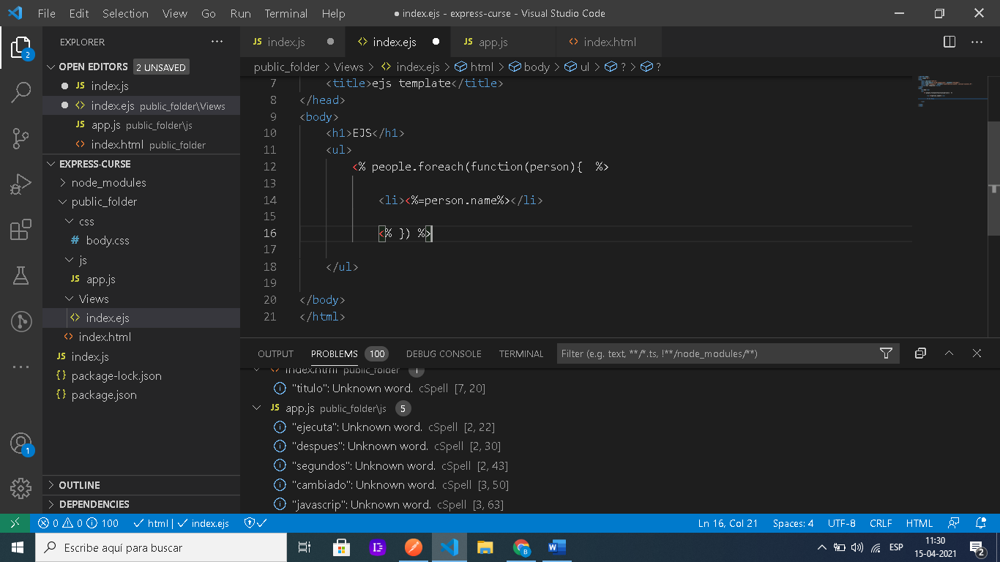 File Edit Selection View Go Run Terminal Help ● index.ejs - express-curse - Visual Studio Code
EXPLORER ···
JS index.js ● <> index.ejs ● JS app.js <> index.html
OPEN EDITORS 2 UNSAVED
● JS index.js
● <> index.ejs public_folder\Views
JS app.js public_folder\js
<> index.html public_folder
EXPRESS-CURSE
node_modules
public_folder
css
# body.css
js
JS app.js
Views
<> index.ejs
<> index.html
JS index.js
{} package-lock.json
{} package.json
OUTLINE
DEPENDENCIES
2
1
public_folder > Views > <> index.ejs > html > body > ul > ? > ?
7 <title>ejs template</title>
8 </head>
9 <body>
10 <h1>EJS</h1>
11 <ul>
12 <% people.foreach(function(person){  %>
13
14 <li><%=person.name%></li>
15
16 <% }) %>
17
18 </ul>
19
20 </body>
21 </html>
OUTPUT PROBLEMS 100 DEBUG CONSOLE TERMINAL Filter (e.g. text, **/*.ts, !**/node_modules/**)
<> index.html public_folder 1
"titulo": Unknown word. cSpell [7, 20]
JS app.js public_folder\js 5
"ejecuta": Unknown word. cSpell [2, 22]
"despues": Unknown word. cSpell [2, 30]
"segundos": Unknown word. cSpell [2, 43]
"cambiado": Unknown word. cSpell [3, 50]
"javascrip": Unknown word. cSpell [3, 63]
0 0 100 html | index.ejs Ln 16, Col 21 Spaces: 4 UTF-8 CRLF HTML
Escribe aquí para buscar
ESP
11:30
15-04-2021
2